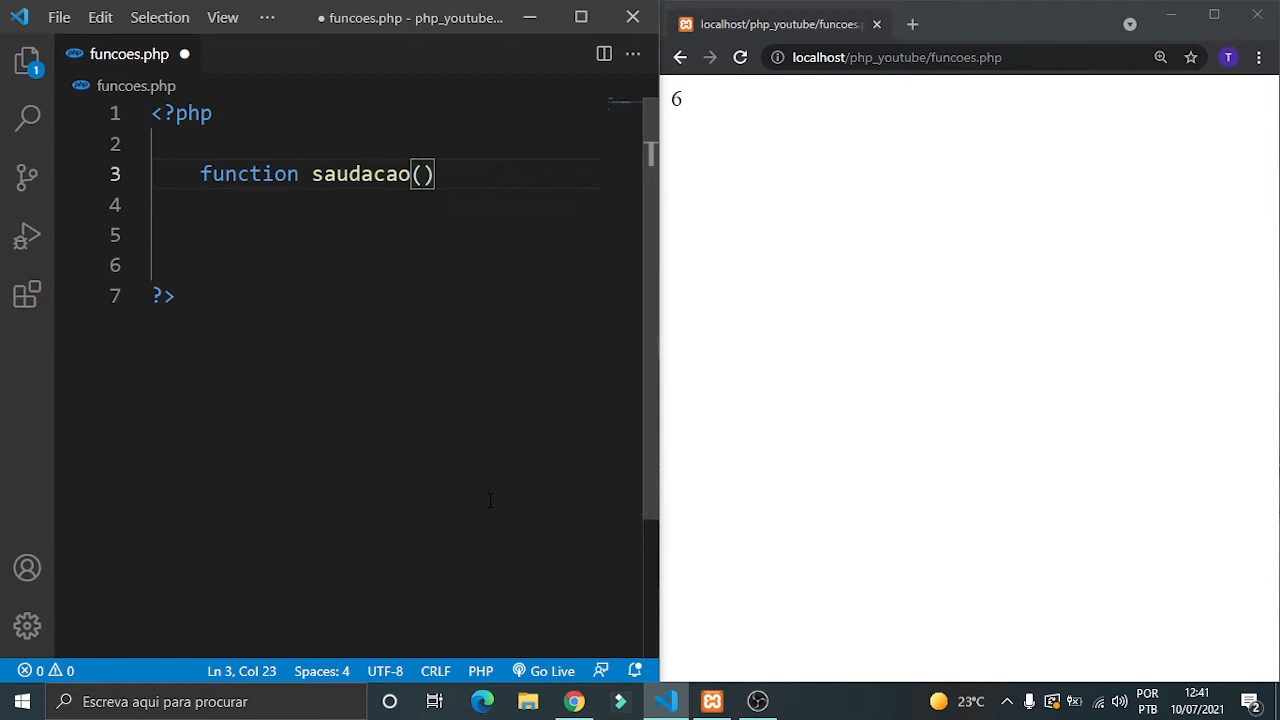 File Edit Selection View ··· ● funcoes.php - php_youtube...
funcoes.php
funcoes.php
1 <?php
2
3 function saudacao()
4
5
6
7 ?>
1
0 0 Ln 3, Col 23 Spaces: 4 UTF-8 CRLF PHP Go Live
localhost/php_youtube/funcoes.
localhost/php_youtube/funcoes.php
T
6
T
Escreva aqui para procurar
23°C
POR
PTB
12:41
10/07/2021
2